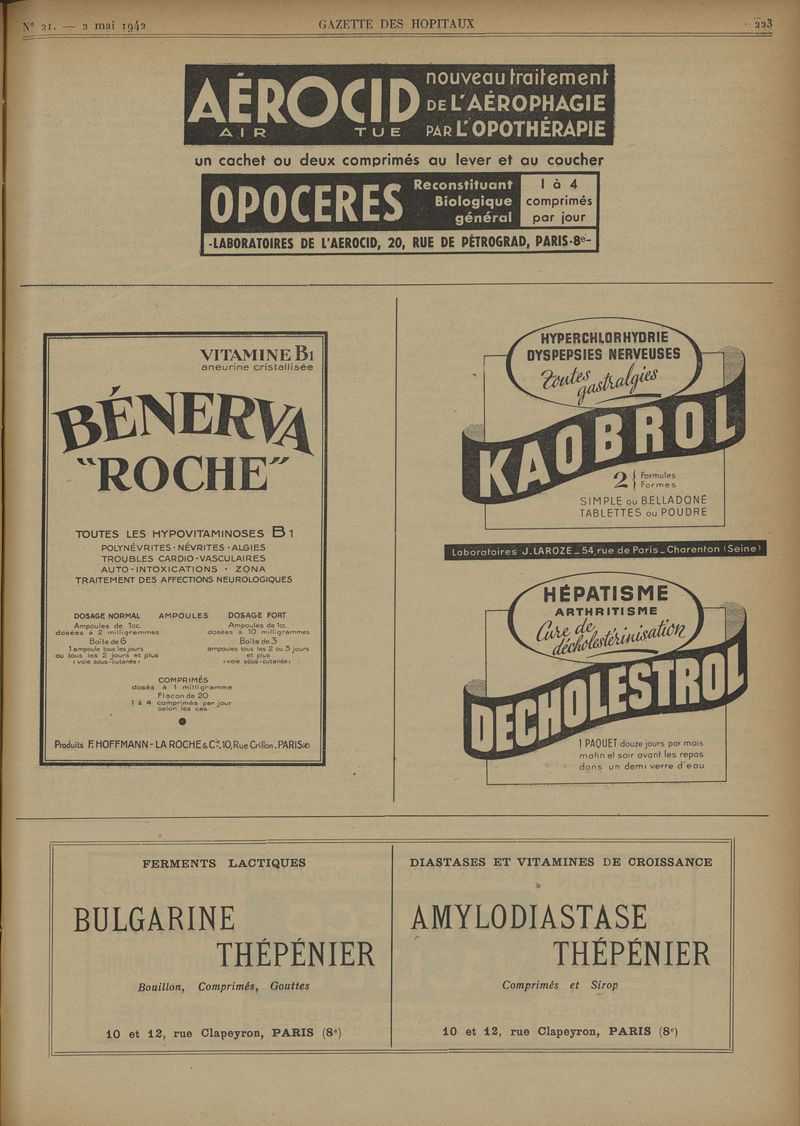 N° 21. — 2 mai 1942
GAZETTE DES HOPITAUX
223
AÉROCID
AIR TUE
nouveau traitement
DE L'AÉROPHAGIE
PAR L'OPOTHÉRAPIE
un cachet ou deux comprimés au lever et au coucher
OPOCERES
Reconstituant
Biologique
général
1 à 4
comprimés
par jour
-LABORATOIRES DE L'AEROCID, 20, RUE DE PÉTROGRAD, PARIS-8e-
VITAMINE B1
aneurine cristallisée
BÉNERVA
"ROCHE"
TOUTES LES HYPOVITAMINOSES B1
POLYNÉVRITES · NÉVRITES · ALGIES
TROUBLES CARDIO-VASCULAIRES
AUTO-INTOXICATIONS · ZONA
TRAITEMENT DES AFFECTIONS NEUROLOGIQUES
DOSAGE NORMAL AMPOULES DOSAGE FORT
Ampoules de 1cc.
dosées à 2 milligrammes
Boîte de 6
1 ampoule tous les jours
ou tous les 2 jours et plus
(voie sous-cutanée)
Ampoules de 1cc.
dosées à 10 milligrammes
Boîte de 3
ampoules tous les 2 ou 3 jours
et plus
(voie sous-cutanée)
COMPRIMÉS
dosés à 1 milligramme
Flacon de 20
1 à 4 comprimés par jour
selon les cas.
Produits F. HOFFMANN-LA ROCHE & Cie, 10, Rue Crillon_PARIS (4e)
HYPERCHLORHYDRIE
DYSPEPSIES NERVEUSES
Toutes
gastralgies
KAOBROL
2 { Formules
Formes
SIMPLE ou BELLADONÉ
TABLETTES ou POUDRE
Laboratoires J. LAROZE_54, rue de Paris_Charenton (Seine)
HÉPATISME
ARTHRITISME
Cure de
décholestérinisation
DECHOLESTROL
1 PAQUET douze jours par mois
matin et soir avant les repas
dans un demi verre d'eau
FERMENTS LACTIQUES
BULGARINE
THÉPÉNIER
Bouillon, Comprimés, Gouttes
10 et 12, rue Clapeyron, PARIS (8e)
DIASTASES ET VITAMINES DE CROISSANCE
AMYLODIASTASE
THÉPÉNIER
Comprimés et Sirop
10 et 12, rue Clapeyron, PARIS (8e)